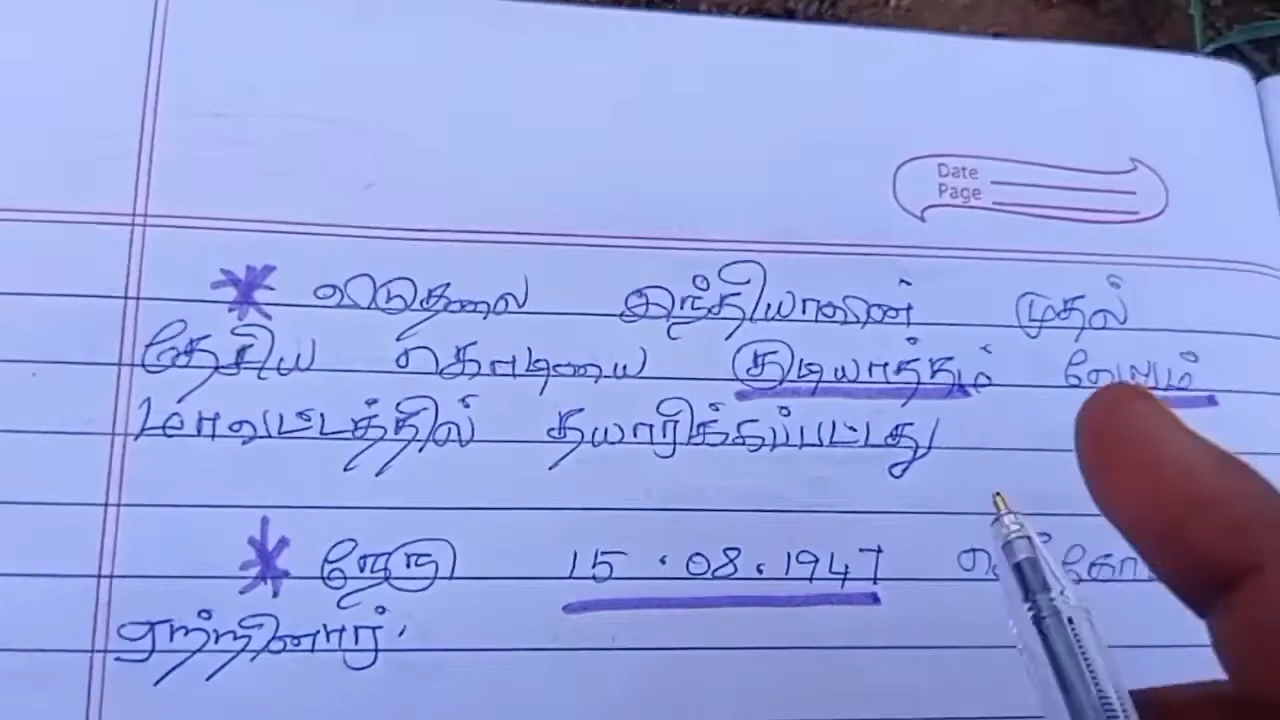 Date
Page
* விடுதலை இந்தியாவின் முதல்
தேசிய கொடியை குடியாத்தம் வேலூர்
மாவட்டத்தில் தயாரிக்கப்பட்டது
* நேரு 15.08.1947
ஏற்றினார்.